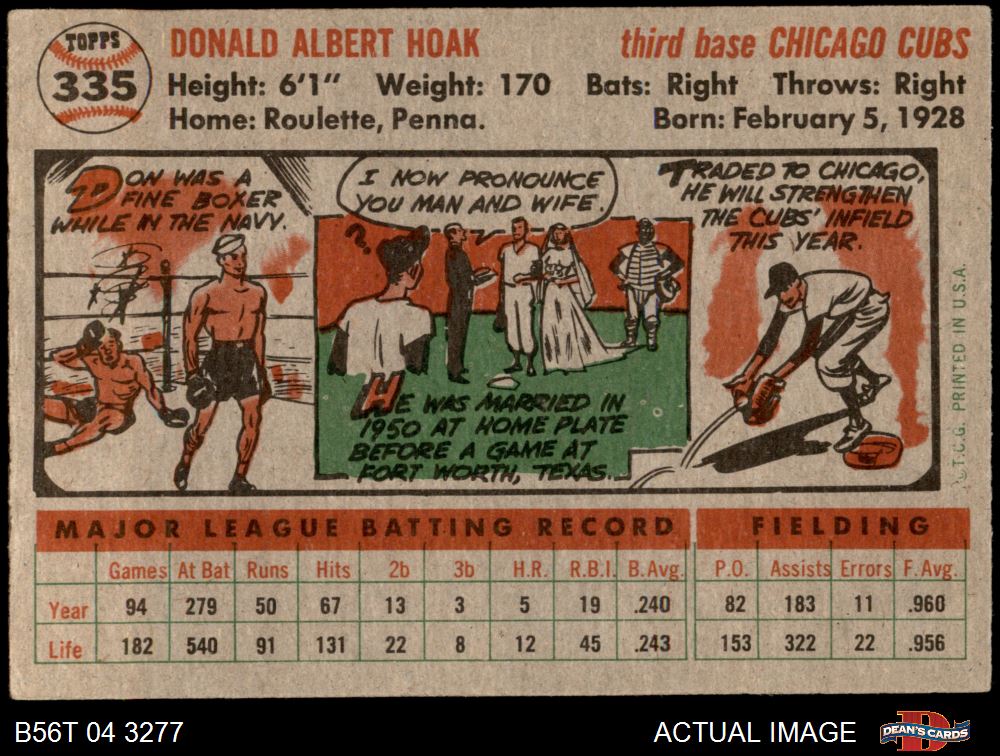 TOPPS
335
DONALD ALBERT HOAK
third base CHICAGO CUBS
Height: 6'1" Weight: 170 Bats: Right Throws: Right
Home: Roulette, Penna. Born: February 5, 1928
DON WAS A
FINE BOXER
WHILE IN THE NAVY.
I NOW PRONOUNCE
YOU MAN AND WIFE.
?
HE WAS MARRIED IN
1950 AT HOME PLATE
BEFORE A GAME AT
FORT WORTH, TEXAS.
TRADED TO CHICAGO,
HE WILL STRENGTHEN
THE CUBS' INFIELD
THIS YEAR.
©T.C.G. PRINTED IN U.S.A.
MAJOR LEAGUE BATTING RECORD FIELDING
Games At Bat Runs Hits 2b 3b H.R. R.B.I. B.Avg. P.O. Assists Errors F. Avg.
Year 94 279 50 67 13 3 5 19 .240 82 183 11 .960
Life 182 540 91 131 22 8 12 45 .243 153 322 22 .956
B56T 04 3277 ACTUAL IMAGE D DEAN'S CARDS